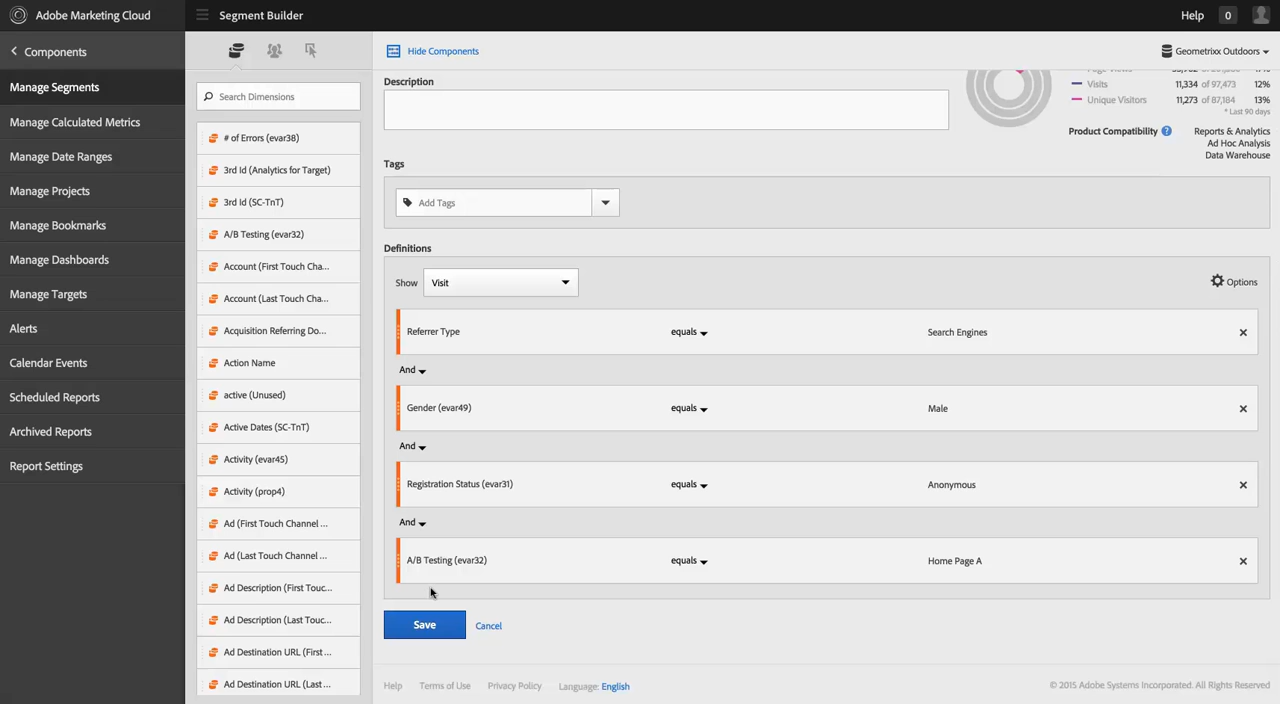 Adobe Marketing Cloud
Segment Builder
Help
0
Components
Hide Components
Geometrixx Outdoors
Manage Segments
Manage Calculated Metrics
Manage Date Ranges
Manage Projects
Manage Bookmarks
Manage Dashboards
Manage Targets
Alerts
Calendar Events
Scheduled Reports
Archived Reports
Report Settings
Search Dimensions
# of Errors (evar38)
3rd Id (Analytics for Target)
3rd Id (SC-TnT)
A/B Testing (evar32)
Account (First Touch Cha...
Account (Last Touch Cha...
Acquisition Referring Do...
Action Name
active (Unused)
Active Dates (SC-TnT)
Activity (evar45)
Activity (prop4)
Ad (First Touch Channel ...
Ad (Last Touch Channel ...
Ad Description (First Touc...
Ad Description (Last Touc...
Ad Destination URL (First ...
Ad Destination URL (Last ...
Description
Visits 11,334 of 97,473 12%
Unique Visitors 11,273 of 87,184 13%
* Last 90 days
Product Compatibility ? Reports & Analytics
Ad Hoc Analysis
Data Warehouse
Tags
Add Tags
Definitions
Show Visit Options
Referrer Type equals Search Engines
And
Gender (evar49) equals Male
And
Registration Status (evar31) equals Anonymous
And
A/B Testing (evar32) equals Home Page A
Save Cancel
Help Terms of Use Privacy Policy Language: English © 2015 Adobe Systems Incorporated. All Rights Reserved